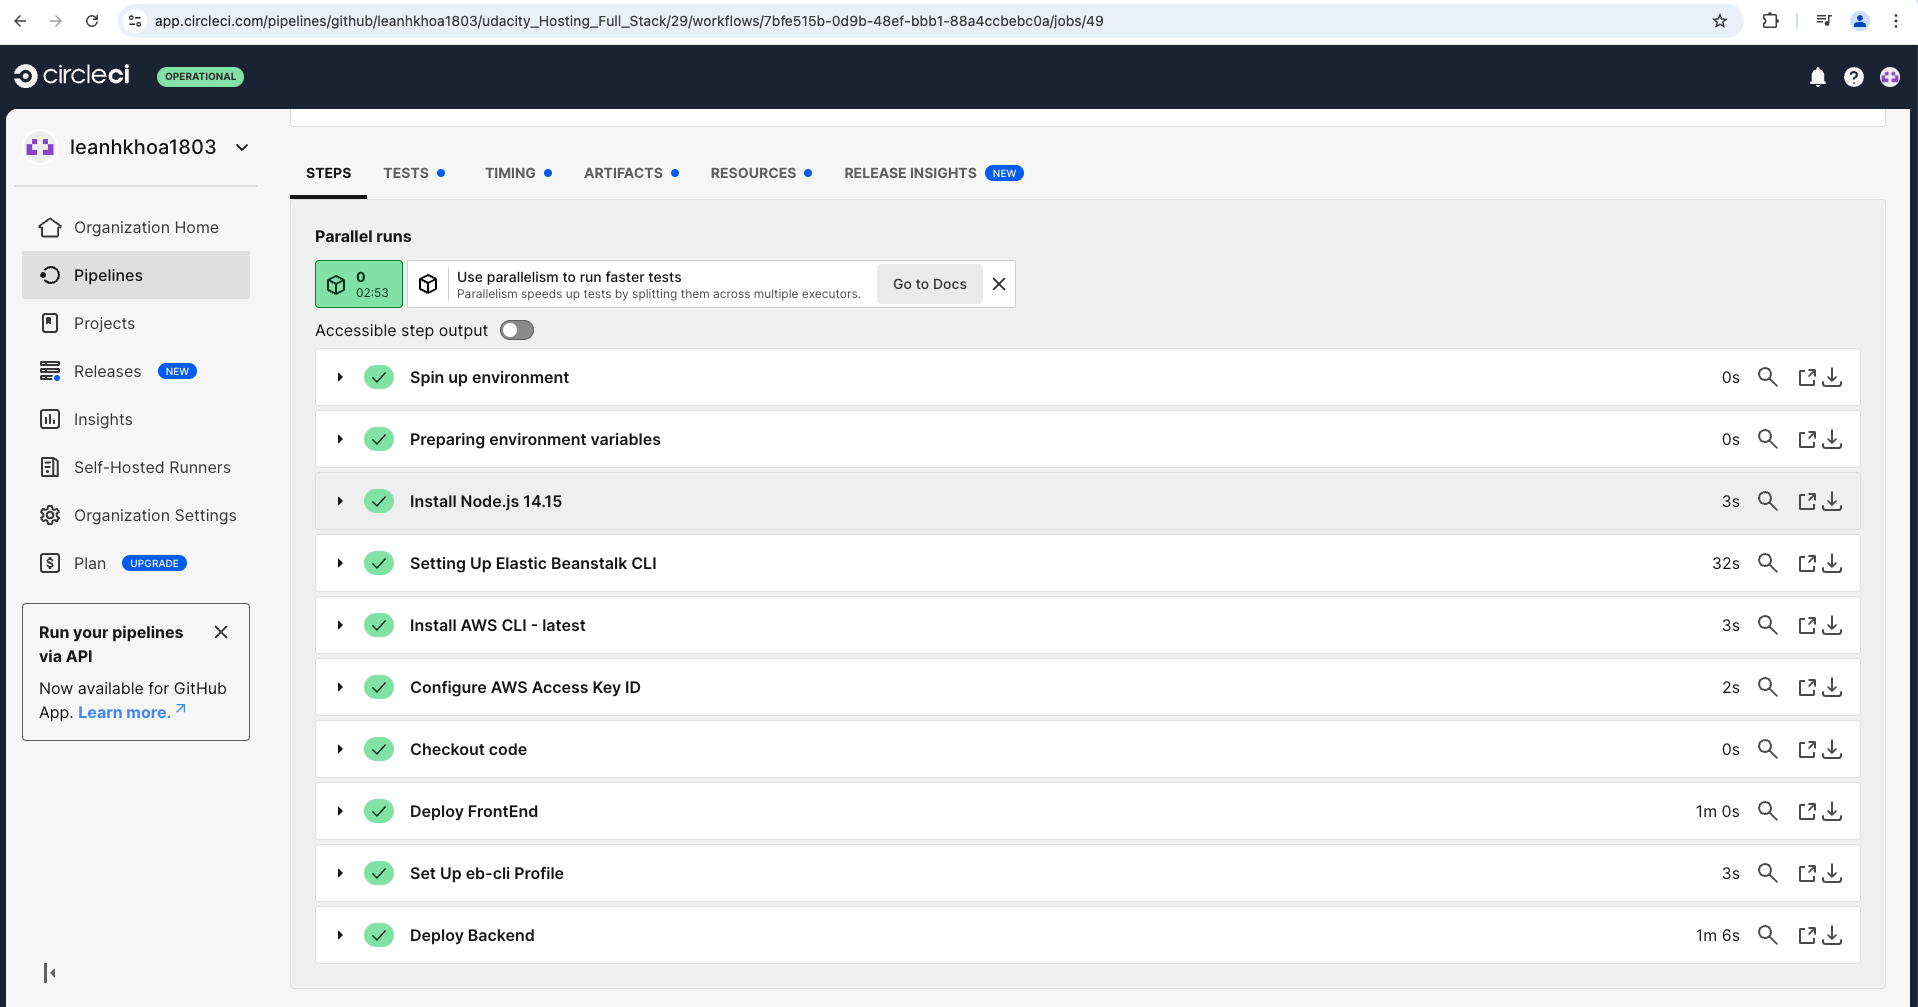 app.circleci.com/pipelines/github/leanhkhoa1803/udacity_Hosting_Full_Stack/29/workflows/7bfe515b-0d9b-48ef-bbb1-88a4ccbebc0a/jobs/49
circleci OPERATIONAL
leanhkhoa1803
Organization Home
Pipelines
Projects
Releases NEW
Insights
Self-Hosted Runners
Organization Settings
Plan UPGRADE
Run your pipelines
via API
Now available for GitHub
App. Learn more.
STEPS TESTS TIMING ARTIFACTS RESOURCES RELEASE INSIGHTS NEW
Parallel runs
0
02:53
Use parallelism to run faster tests
Parallelism speeds up tests by splitting them across multiple executors.
Go to Docs
Accessible step output
Spin up environment 0s
Preparing environment variables 0s
Install Node.js 14.15 3s
Setting Up Elastic Beanstalk CLI 32s
Install AWS CLI - latest 3s
Configure AWS Access Key ID 2s
Checkout code 0s
Deploy FrontEnd 1m 0s
Set Up eb-cli Profile 3s
Deploy Backend 1m 6s